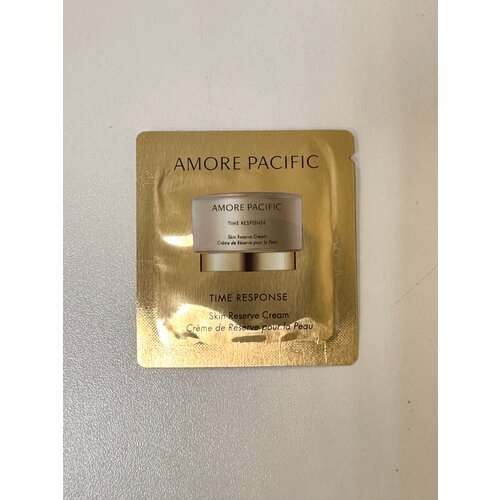 AMORE PACIFIC
AMORE PACIFIC
TIME RESPONSE
Skin Reserve Cream
Crème de Réserve pour la Peau
TIME RESPONSE
Skin Reserve Cream
Crème de Réserve pour la Peau